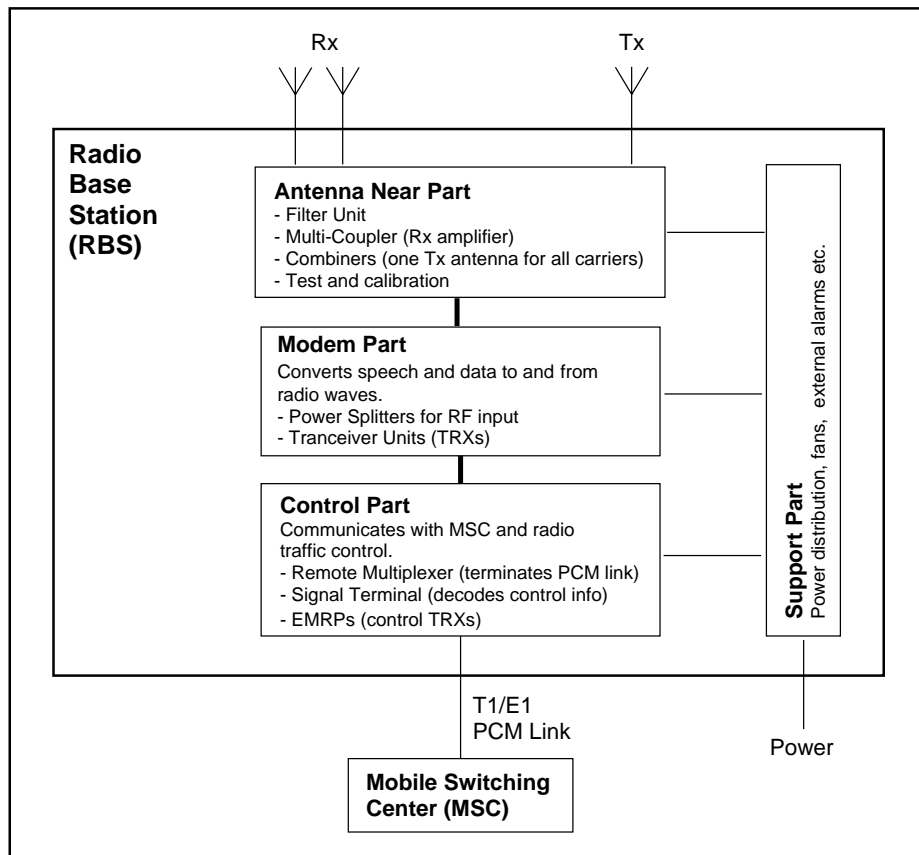 Rx
Tx
Radio
Base
Station
(RBS)
Antenna Near Part
- Filter Unit
- Multi-Coupler (Rx amplifier)
- Combiners (one Tx antenna for all carriers)
- Test and calibration
Modem Part
Converts speech and data to and from
radio waves.
- Power Splitters for RF input
- Tranceiver Units (TRXs)
Control Part
Communicates with MSC and radio
traffic control.
- Remote Multiplexer (terminates PCM link)
- Signal Terminal (decodes control info)
- EMRPs (control TRXs)
Support Part
Power distribution, fans, external alarms etc.
T1/E1
PCM Link
Power
Mobile Switching
Center (MSC)